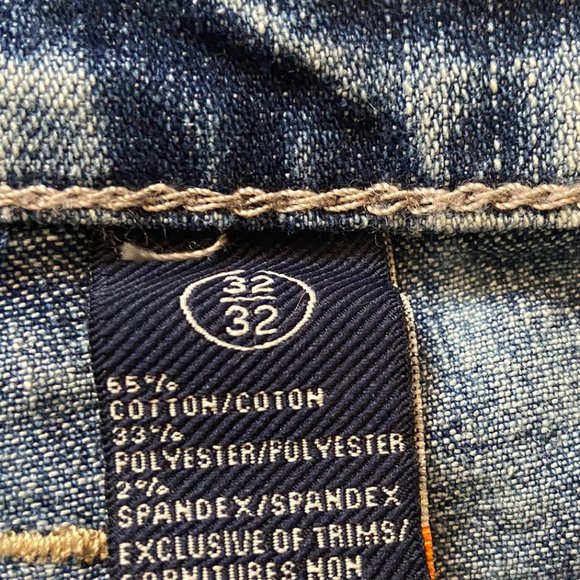 32
32
65%
COTTON/COTON
33%
POLYESTER/POLYESTER
2%
SPANDEX/SPANDEX
EXCLUSIVE OF TRIMS/
GARNITURES NON